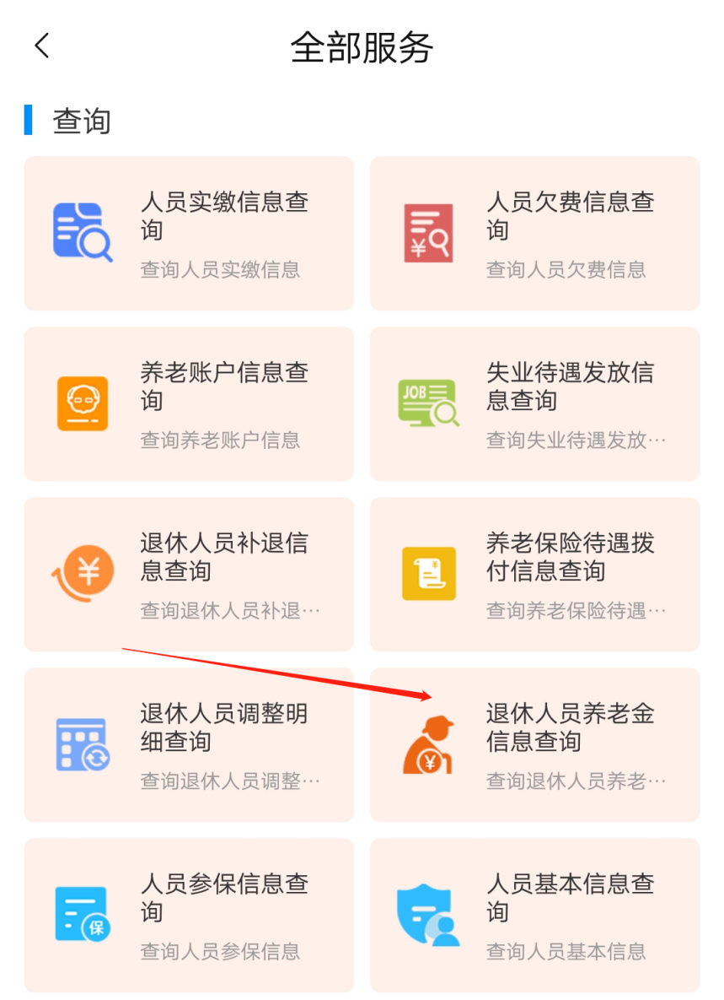 全部服务
查询
人员实缴信息查
询
查询人员实缴信息
人员欠费信息查
询
查询人员欠费信息
养老账户信息查
询
查询养老账户信息
JOB
失业待遇发放信
息查询
查询失业待遇发放…
¥
退休人员补退信
息查询
查询退休人员补退…
养老保险待遇拨
付信息查询
查询养老保险待遇…
退休人员调整明
细查询
查询退休人员调整…
¥
退休人员养老金
信息查询
查询退休人员养老…
保
人员参保信息查
询
查询人员参保信息
人员基本信息查
询
查询人员基本信息